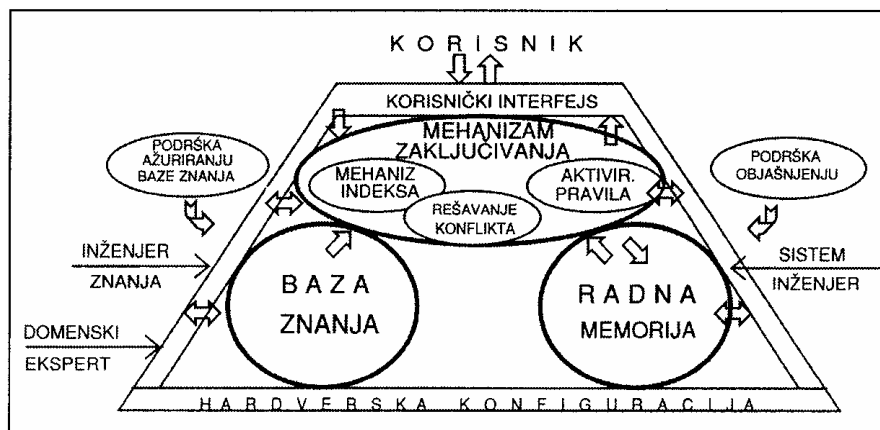 KORISNIK
KORISNIČKI INTERFEJS
MEHANIZAM
ZAKLJUČIVANJA
PODRŠKA
AŽURIRANJU
BAZE ZNANJA
MEHANIZ
INDEKSA
AKTIVIR.
PRAVILA
REŠAVANJE
KONFLIKTA
PODRŠKA
OBJAŠNJENJU
INŽENJER
ZNANJA
SISTEM
INŽENJER
BAZA
ZNANJA
RADNA
MEMORIJA
DOMENSKI
EKSPERT
HARDVERSKA KONFIGURACIJA